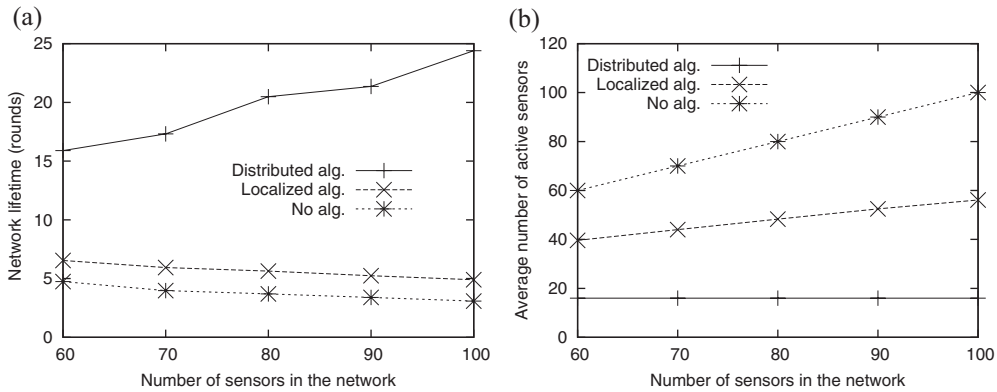 (a)
25
20
15
10
5
0
Network lifetime (rounds)
Distributed alg.
Localized alg.
No alg.
60 70 80 90 100
Number of sensors in the network
(b)
120
100
80
60
40
20
0
Average number of active sensors
Distributed alg.
Localized alg.
No alg.
60 70 80 90 100
Number of sensors in the network